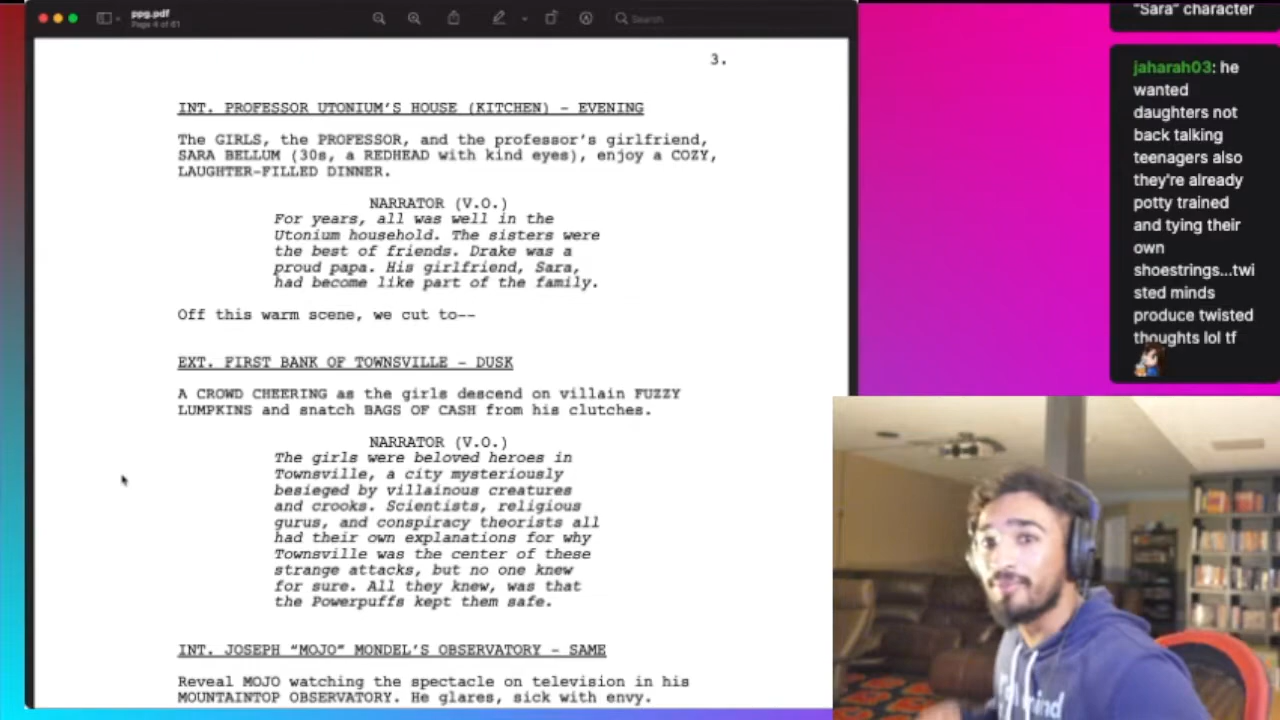 ppg.pdf
Page 4 of 61
Search
3.
INT. PROFESSOR UTONIUM'S HOUSE (KITCHEN) - EVENING
The GIRLS, the PROFESSOR, and the professor's girlfriend,
SARA BELLUM (30s, a REDHEAD with kind eyes), enjoy a COZY,
LAUGHTER-FILLED DINNER.
NARRATOR (V.O.)
For years, all was well in the
Utonium household. The sisters were
the best of friends. Drake was a
proud papa. His girlfriend, Sara,
had become like part of the family.
Off this warm scene, we cut to--
EXT. FIRST BANK OF TOWNSVILLE - DUSK
A CROWD CHEERING as the girls descend on villain FUZZY
LUMPKINS and snatch BAGS OF CASH from his clutches.
NARRATOR (V.O.)
The girls were beloved heroes in
Townsville, a city mysteriously
besieged by villainous creatures
and crooks. Scientists, religious
gurus, and conspiracy theorists all
had their own explanations for why
Townsville was the center of these
strange attacks, but no one knew
for sure. All they knew, was that
the Powerpuffs kept them safe.
INT. JOSEPH "MOJO" MONDEL'S OBSERVATORY - SAME
Reveal MOJO watching the spectacle on television in his
MOUNTAINTOP OBSERVATORY. He glares, sick with envy.
"Sara" character
jaharah03: he
wanted
daughters not
back talking
teenagers also
they're already
potty trained
and tying their
own
shoestrings...twi
sted minds
produce twisted
thoughts lol tf
mind